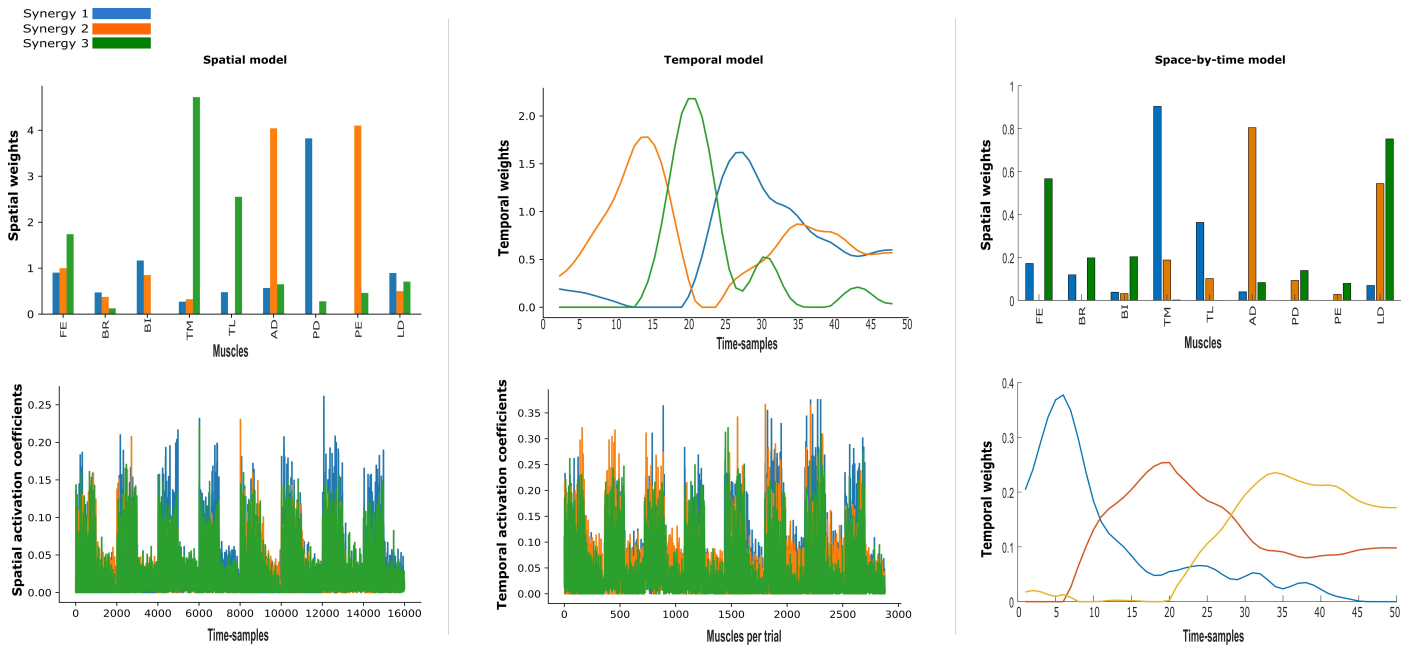 Synergy 1
Synergy 2
Synergy 3
Spatial model
Spatial weights
4
3
2
1
0
FE
BR
BI
TM
TL
AD
PD
PE
LD
Muscles
Spatial activation coefficients
0.25
0.20
0.15
0.10
0.05
0.00
0 2000 4000 6000 8000 10000 12000 14000 16000
Time-samples
Temporal model
Temporal weights
2.0
1.5
1.0
0.5
0.0
0 5 10 15 20 25 30 35 40 45 50
Time-samples
Temporal activation coefficients
0.35
0.30
0.25
0.20
0.15
0.10
0.05
0.00
0 500 1000 1500 2000 2500 3000
Muscles per trial
Space-by-time model
Spatial weights
1
0.8
0.6
0.4
0.2
0
FE
BR
BI
TM
TL
AD
PD
PE
LD
Muscles
Temporal weights
0.4
0.3
0.2
0.1
0
0 5 10 15 20 25 30 35 40 45 50
Time-samples